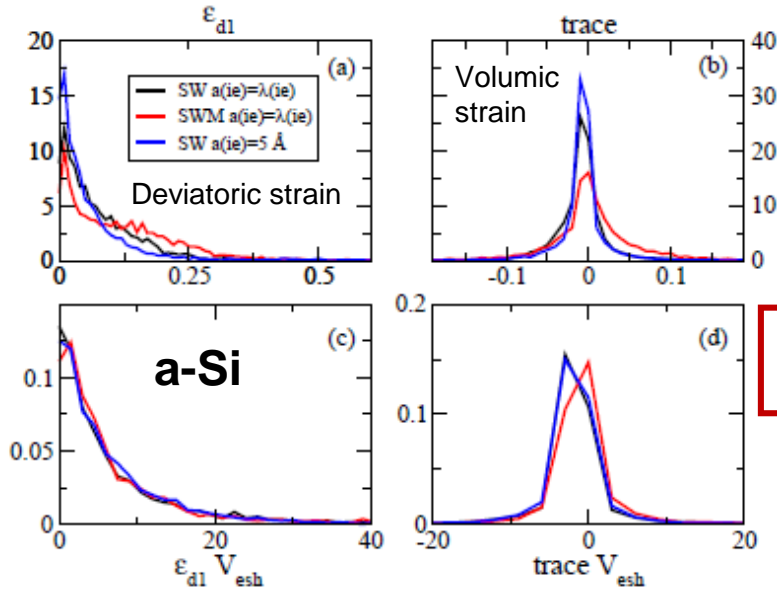 ε_d1
trace
20
15
10
5
0
(a)
SW a(ie)=λ(ie)
SWM a(ie)=λ(ie)
SW a(ie)=5 Å
Deviatoric strain
0
0.25
0.5
Volumic
strain
(b)
40
30
20
10
0
-0.1
0
0.1
0.1
0.05
0
(c)
a-Si
0
20
40
ε_d1 V_esh
0.2
0.1
0
(d)
-20
0
20
trace V_esh